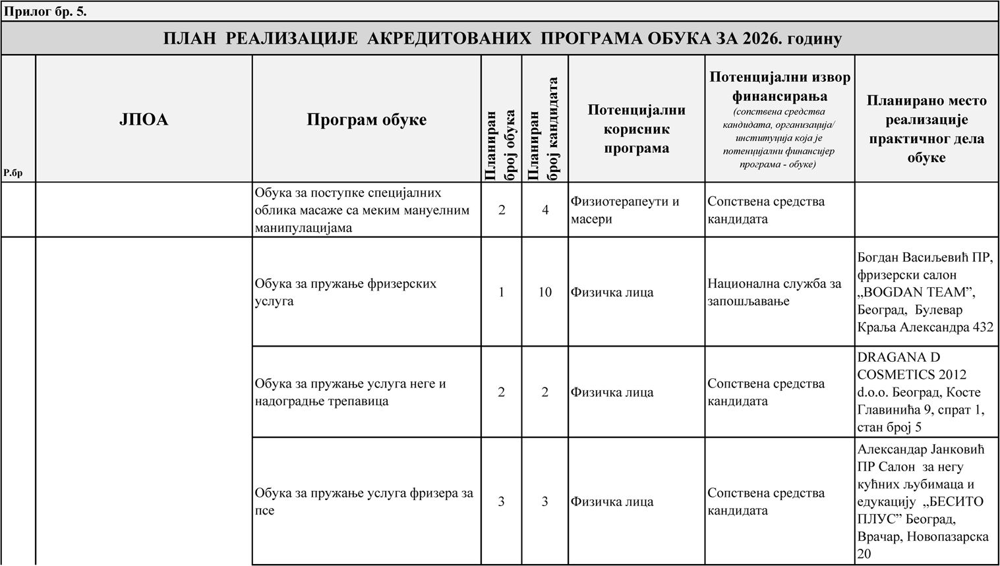 Прилог бр. 5.
ПЛАН РЕАЛИЗАЦИЈЕ АКРЕДИТОВАНИХ ПРОГРАМА ОБУКА ЗА 2026. годину
Р.бр
ЈПОА
Програм обуке
Планиран
број обука
Планиран
број кандидата
Потенцијални
корисник
програма
Потенцијални извор
финансирања
(сопствена средства
кандидата, организација/
институција која је
потенцијални финансијер
програма - обуке)
Планирано место
реализације
практичног дела
обуке
Обука за поступке специјалних
облика масаже са меким мануелним
манипулацијама
2
4
Физиотерапеути и
масери
Сопствена средства
кандидата
Обука за пружање фризерских
услуга
1
10
Физичка лица
Национална служба за
запошљавање
Богдан Васиљевић ПР,
фризерски салон
„BOGDAN TEAM”,
Београд, Булевар
Краља Александра 432
Обука за пружање услуга неге и
надоградње трепавица
2
2
Физичка лица
Сопствена средства
кандидата
DRAGANA D
COSMETICS 2012
d.o.o. Београд, Косте
Главинића 9, спрат 1,
стан број 5
Обука за пружање услуга фризера за
псе
3
3
Физичка лица
Сопствена средства
кандидата
Александар Јанковић
ПР Салон за негу
кућних љубимаца и
едукацију „БЕСИТО
ПЛУС” Београд,
Врачар, Новопазарска
20